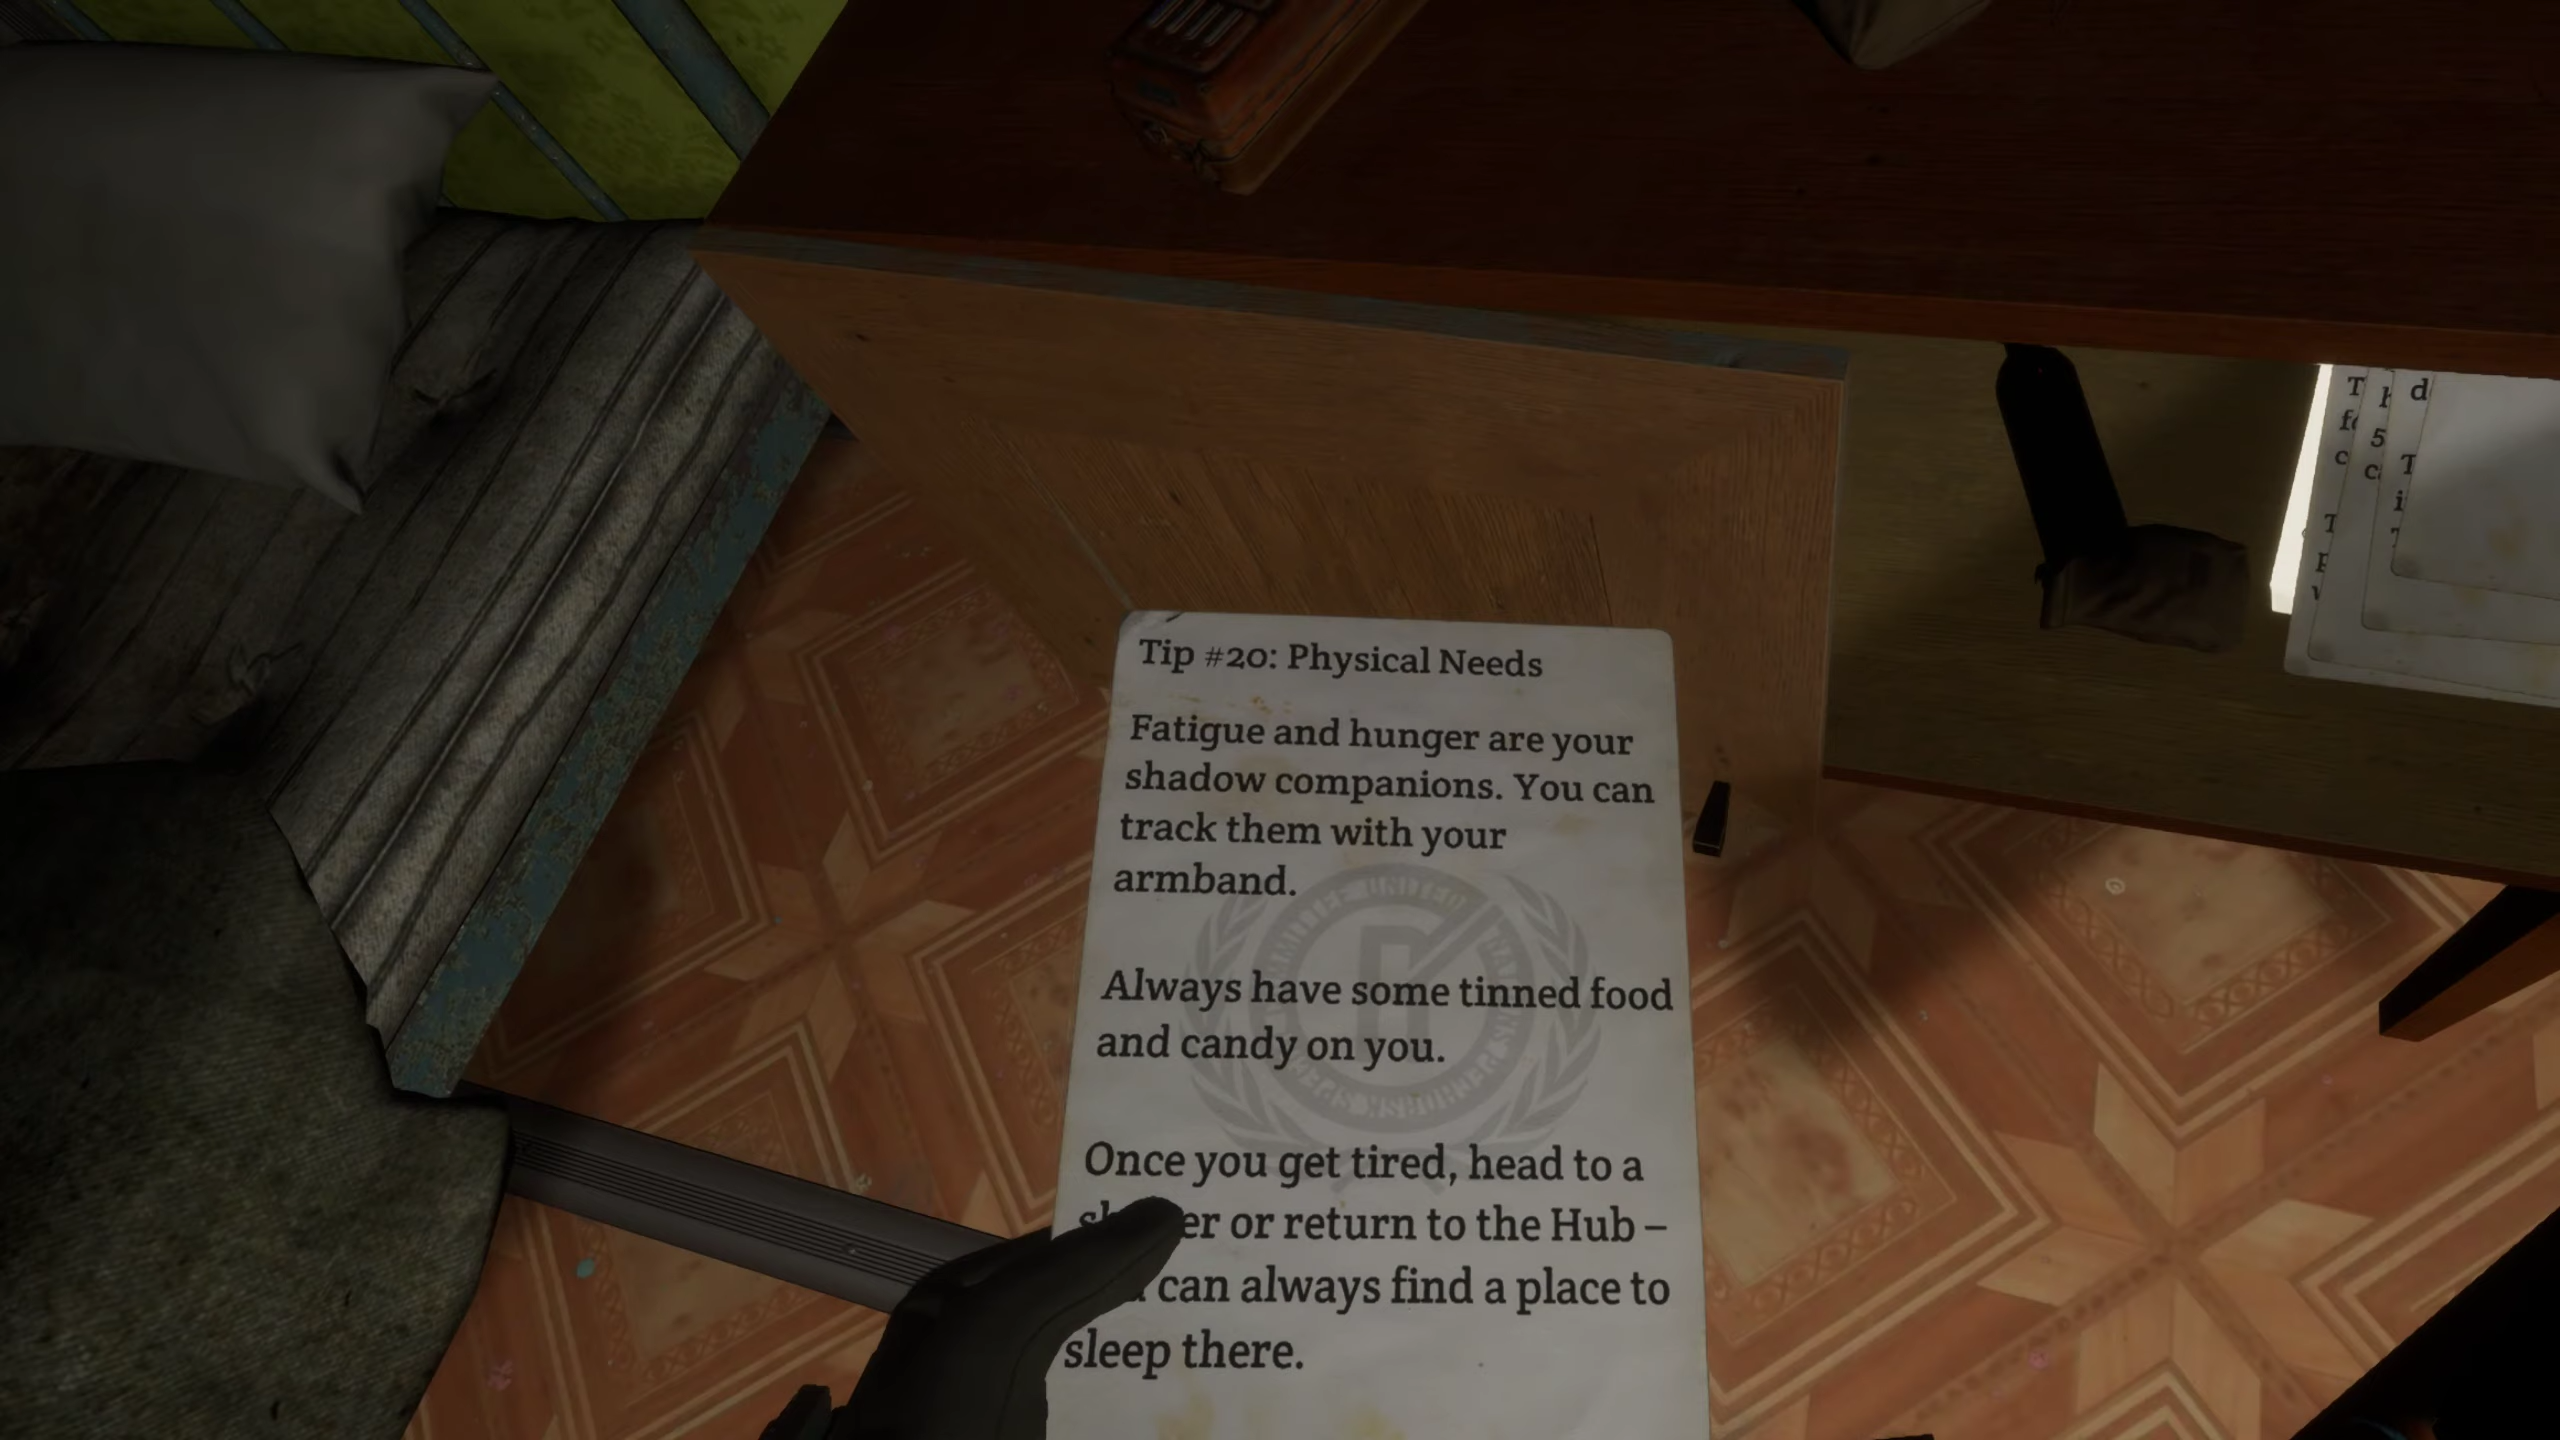 Tip #20: Physical Needs
Fatigue and hunger are your
shadow companions. You can
track them with your
armband.
Always have some tinned food
and candy on you.
Once you get tired, head to a
or return to the Hub –
can always find a place to
sleep there.